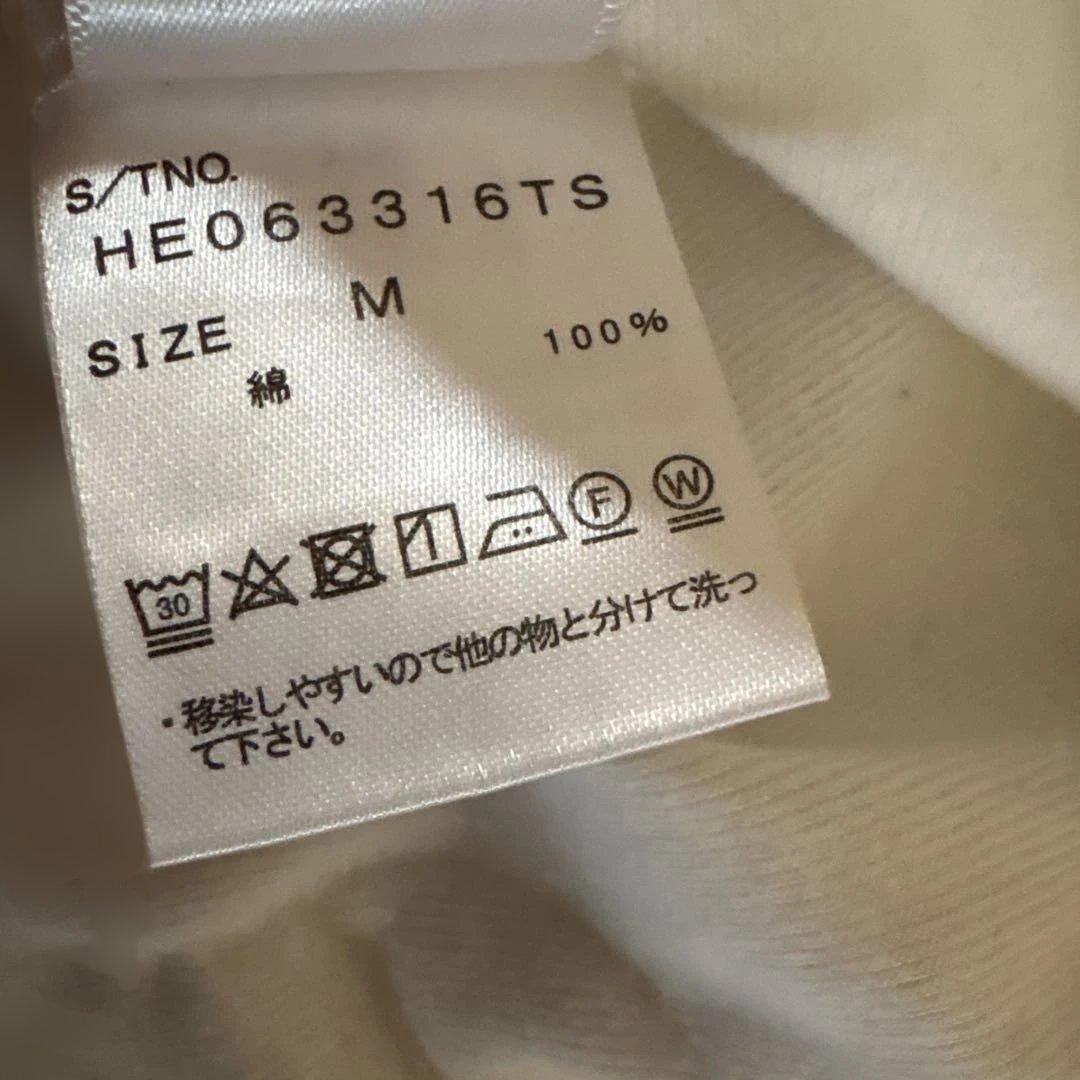 S/TNO.
HE063316TS
SIZE M
綿 100%
30 F W
・移染しやすいので他の物と分けて洗っ
て下さい。